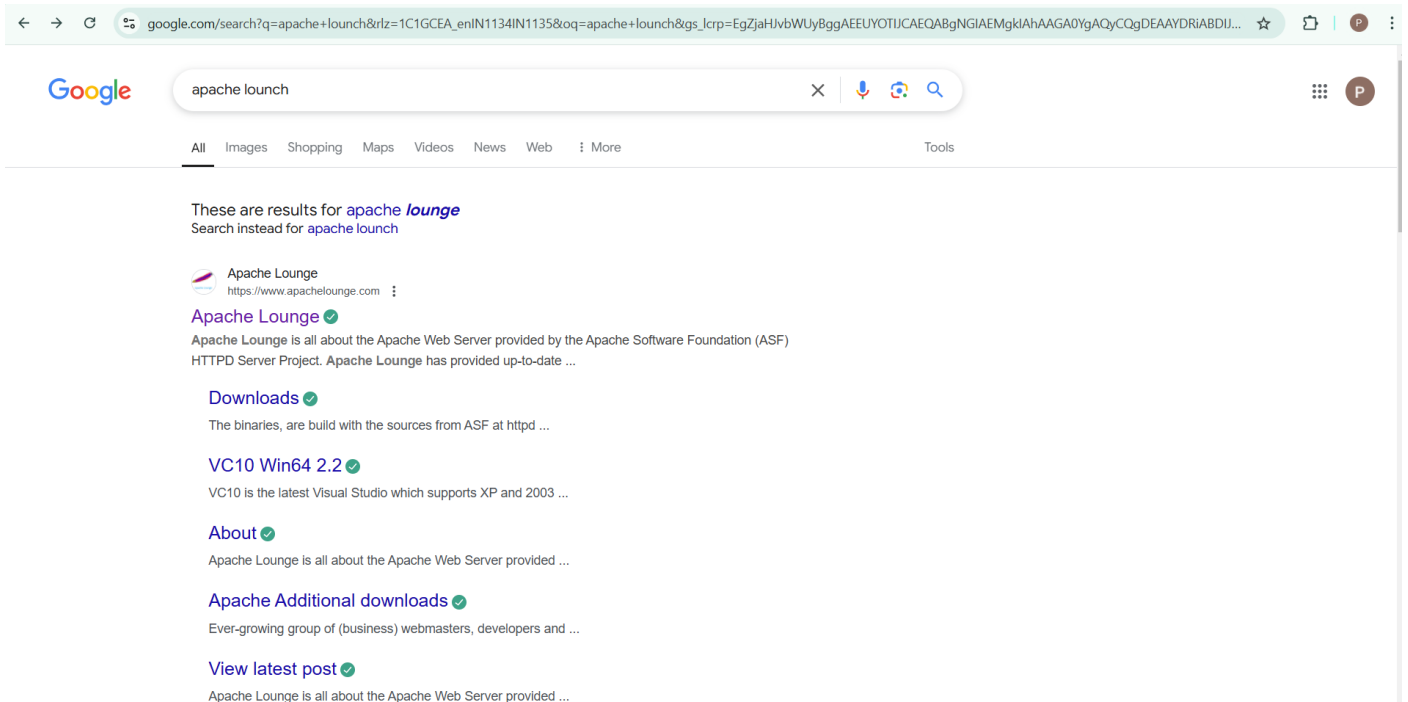 google.com/search?q=apache+lounch&rlz=1C1GCEA_enIN1134IN1135&oq=apache+lounch&gs_lcrp=EgZjaHJvbWUyBggAEEUYOTIJCAEQABgNGIAEMgkIAhAAGA0YgAQyCQgDEAAYDRiABDIJ...
P
Google
apache lounch
P
All Images Shopping Maps Videos News Web More Tools
These are results for apache lounge
Search instead for apache lounch
Apache Lounge
https://www.apachelounge.com
Apache Lounge
Apache Lounge is all about the Apache Web Server provided by the Apache Software Foundation (ASF)
HTTPD Server Project. Apache Lounge has provided up-to-date ...
Downloads
The binaries, are build with the sources from ASF at httpd ...
VC10 Win64 2.2
VC10 is the latest Visual Studio which supports XP and 2003 ...
About
Apache Lounge is all about the Apache Web Server provided ...
Apache Additional downloads
Ever-growing group of (business) webmasters, developers and ...
View latest post
Apache Lounge is all about the Apache Web Server provided ...